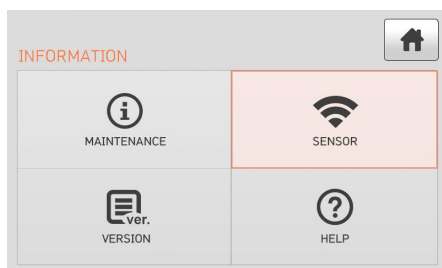 INFORMATION
MAINTENANCE
SENSOR
ver.
VERSION
HELP